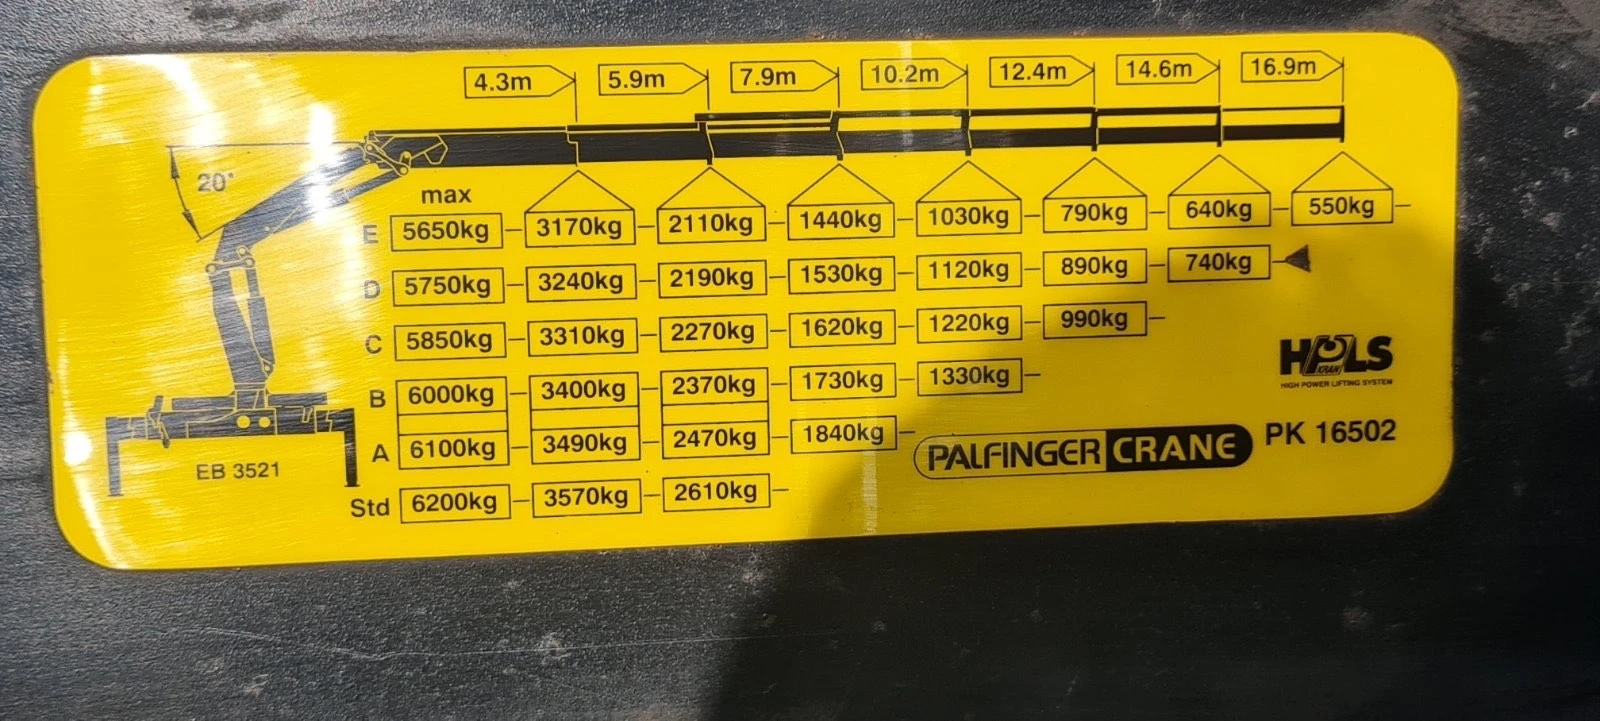 4.3m 5.9m 7.9m 10.2m 12.4m 14.6m 16.9m
20°
max
E 5650kg 3170kg 2110kg 1440kg 1030kg 790kg 640kg 550kg
D 5750kg 3240kg 2190kg 1530kg 1120kg 890kg 740kg
C 5850kg 3310kg 2270kg 1620kg 1220kg 990kg
B 6000kg 3400kg 2370kg 1730kg 1330kg
A 6100kg 3490kg 2470kg 1840kg
Std 6200kg 3570kg 2610kg
EB 3521
HPLS
KRAN
HIGH POWER LIFTING SYSTEM
PALFINGER CRANE PK 16502